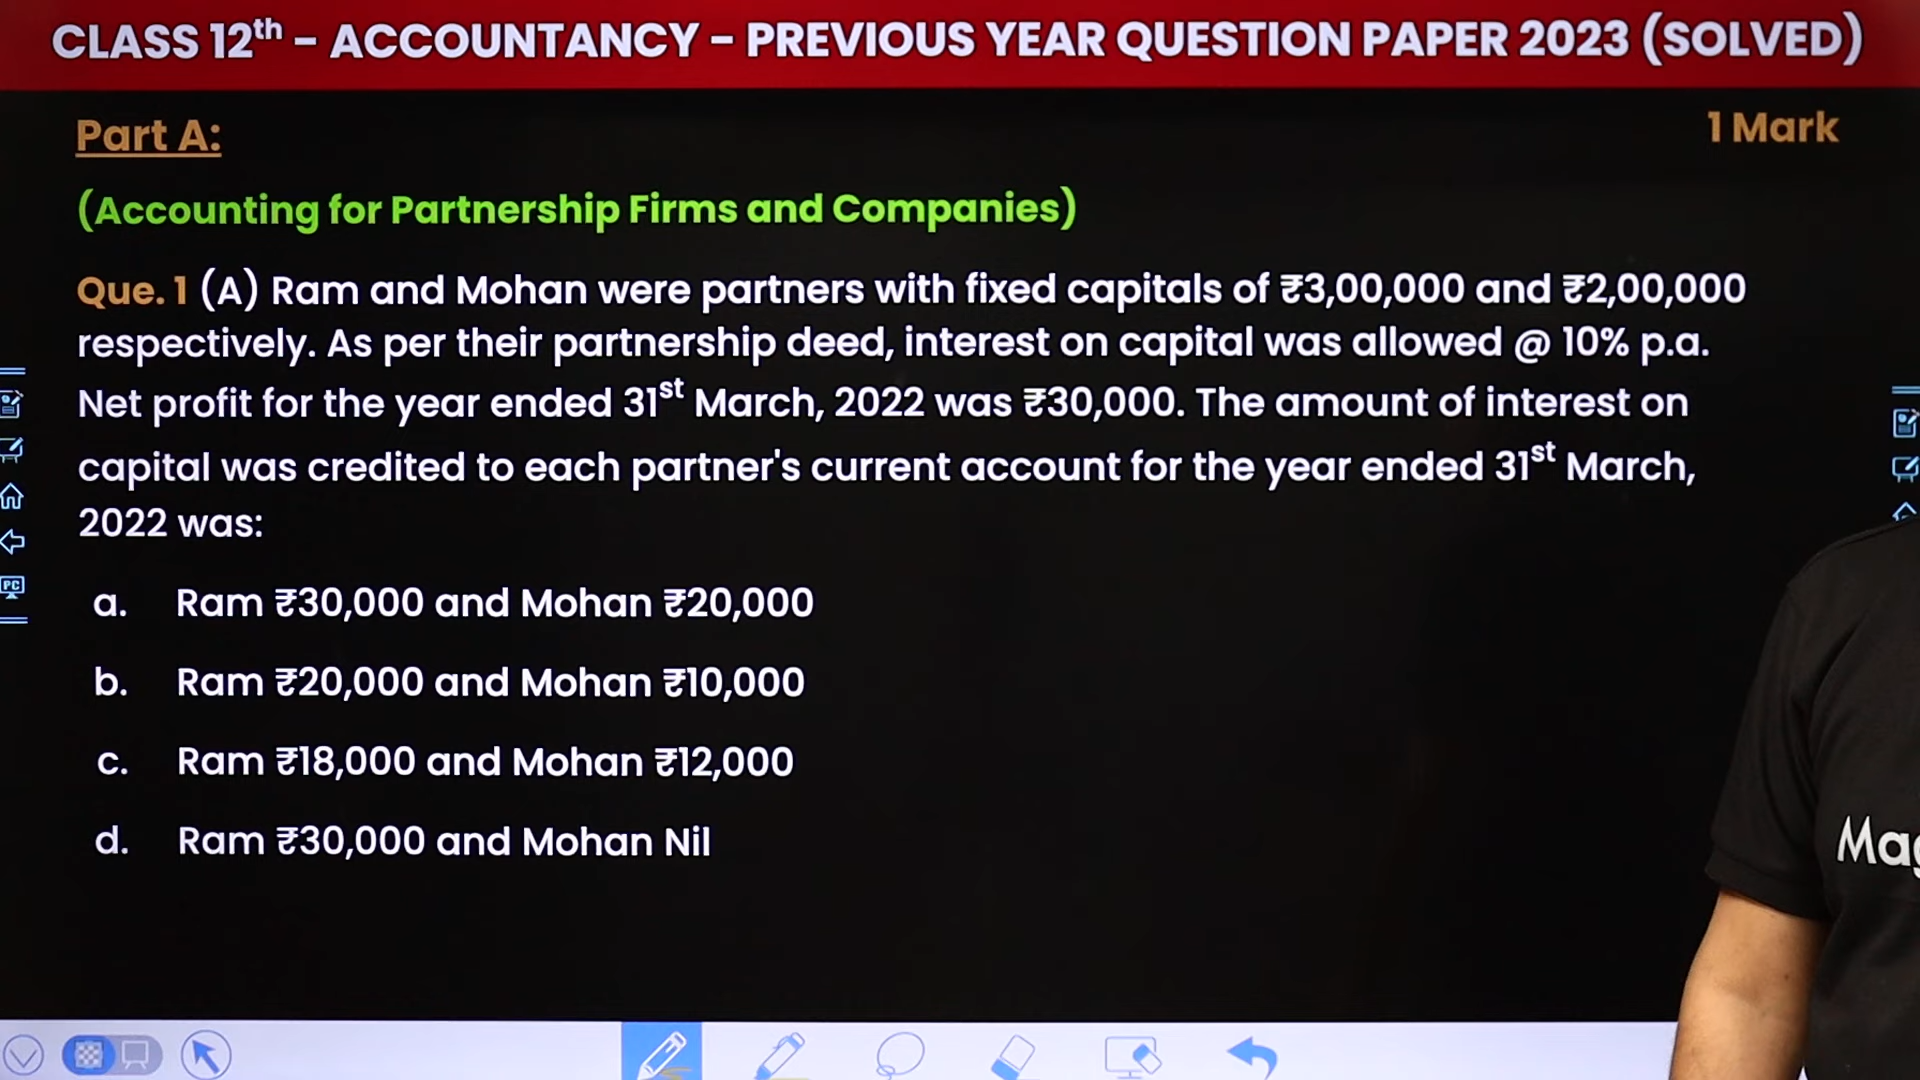 CLASS 12th - ACCOUNTANCY - PREVIOUS YEAR QUESTION PAPER 2023 (SOLVED)
Part A:
1 Mark
(Accounting for Partnership Firms and Companies)
Que. 1 (A) Ram and Mohan were partners with fixed capitals of ₹3,00,000 and ₹2,00,000
respectively. As per their partnership deed, interest on capital was allowed @ 10% p.a.
Net profit for the year ended 31st March, 2022 was ₹30,000. The amount of interest on
capital was credited to each partner's current account for the year ended 31st March,
2022 was:
a. Ram ₹30,000 and Mohan ₹20,000
b. Ram ₹20,000 and Mohan ₹10,000
c. Ram ₹18,000 and Mohan ₹12,000
d. Ram ₹30,000 and Mohan Nil
PC